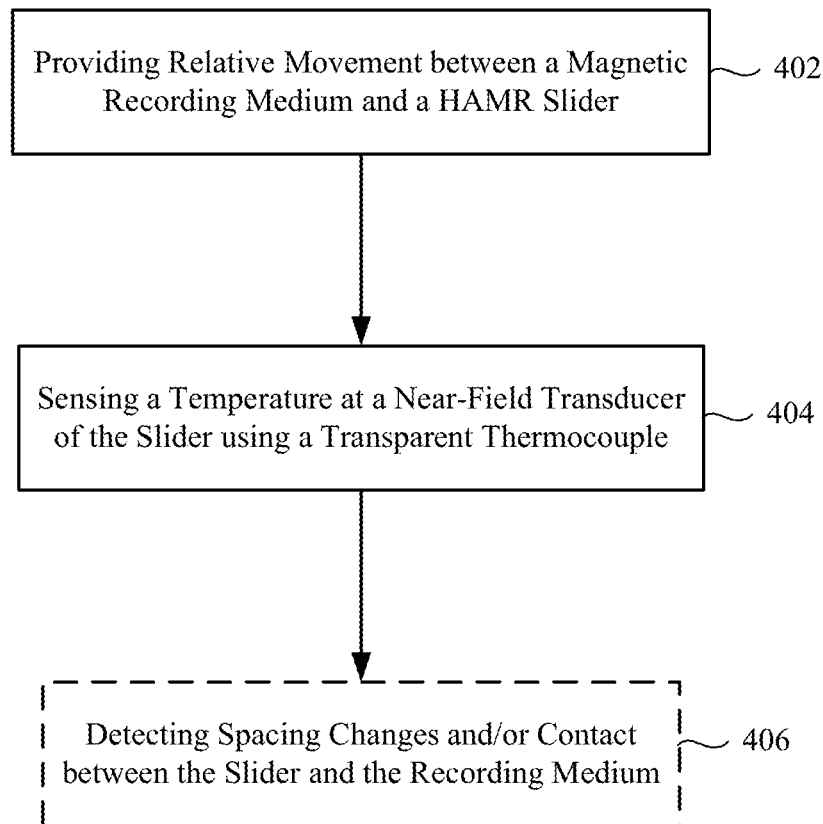 Providing Relative Movement between a Magnetic
Recording Medium and a HAMR Slider
402
Sensing a Temperature at a Near-Field Transducer
of the Slider using a Transparent Thermocouple
404
Detecting Spacing Changes and/or Contact
between the Slider and the Recording Medium
406